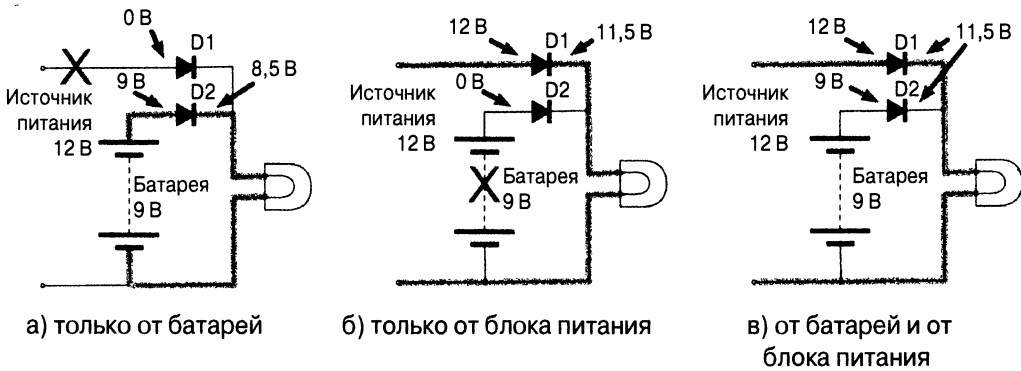 0 В
D1
9 В
8,5 В
D2
Источник
питания
12 В
Батарея
9 В
а) только от батарей
12 В
11,5 В
D1
0 В
D2
Источник
питания
12 В
Батарея
9 В
б) только от блока питания
12 В
11,5 В
D1
9 В
D2
Источник
питания
12 В
Батарея
9 В
в) от батарей и от
блока питания